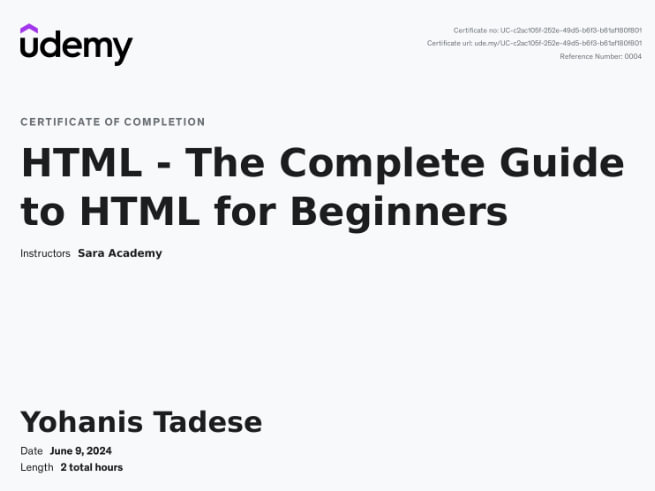 udemy
Certificate no: UC-c2ac105f-252e-49d5-b6f3-b61af180f801
Certificate url: ude.my/UC-c2ac105f-252e-49d5-b6f3-b61af180f801
Reference Number: 0004
CERTIFICATE OF COMPLETION
HTML - The Complete Guide
to HTML for Beginners
Instructors Sara Academy
Yohanis Tadese
Date June 9, 2024
Length 2 total hours